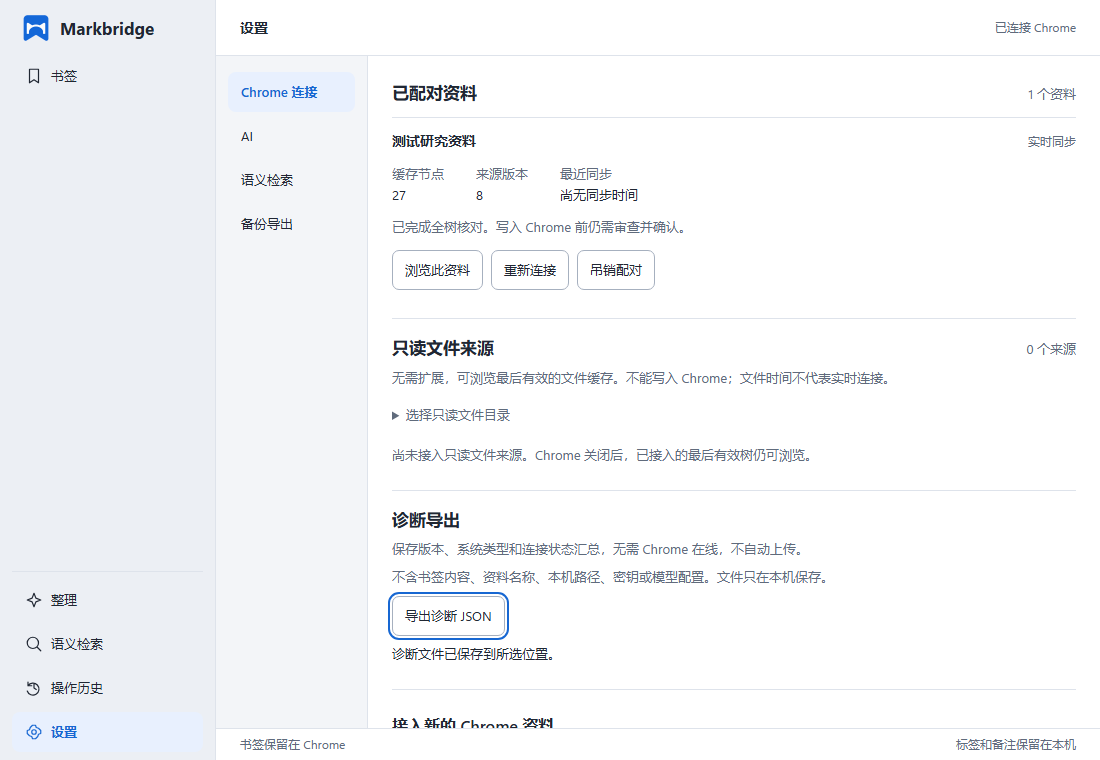 Markbridge
书签
整理
语义检索
操作历史
设置
设置
已连接 Chrome
Chrome 连接
AI
语义检索
备份导出
已配对资料
1 个资料
测试研究资料
实时同步
缓存节点 来源版本 最近同步
27 8 尚无同步时间
已完成全树核对。写入 Chrome 前仍需审查并确认。
浏览此资料 重新连接 吊销配对
只读文件来源
0 个来源
无需扩展，可浏览最后有效的文件缓存。不能写入 Chrome；文件时间不代表实时连接。
选择只读文件目录
尚未接入只读文件来源。Chrome 关闭后，已接入的最后有效树仍可浏览。
诊断导出
保存版本、系统类型和连接状态汇总，无需 Chrome 在线，不自动上传。
不含书签内容、资料名称、本机路径、密钥或模型配置。文件只在本机保存。
导出诊断 JSON
诊断文件已保存到所选位置。
接入新的 Chrome 资料
书签保留在 Chrome
标签和备注保留在本机